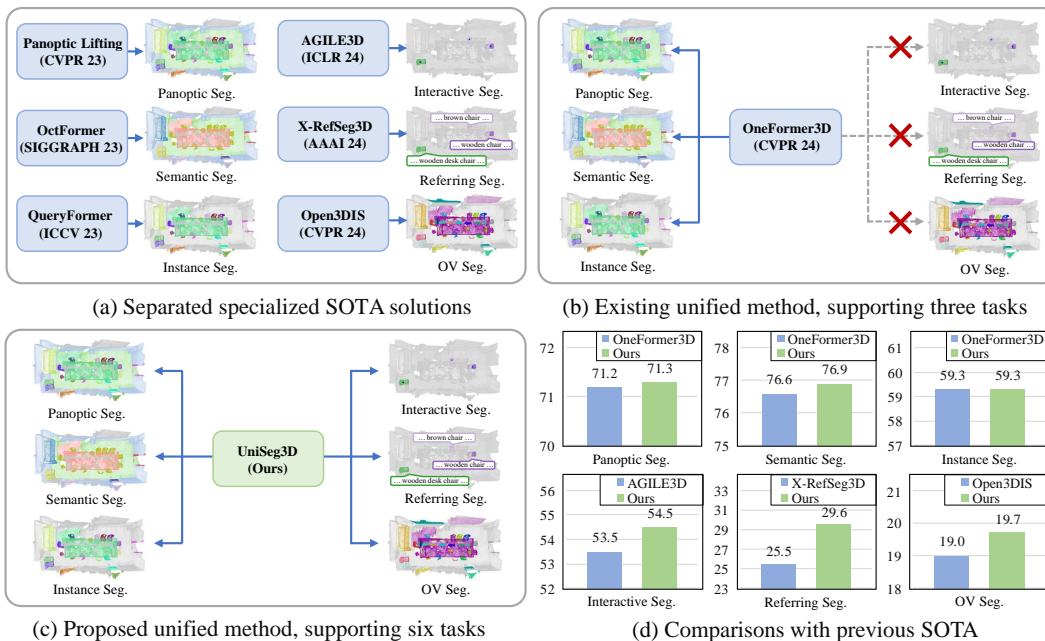 Panoptic Lifting
(CVPR 23)
Panoptic Seg.
OctFormer
(SIGGRAPH 23)
Semantic Seg.
QueryFormer
(ICCV 23)
Instance Seg.
AGILE3D
(ICLR 24)
Interactive Seg.
X-RefSeg3D
(AAAI 24)
... brown chair ...
... wooden chair ...
... wooden desk chair ...
Referring Seg.
Open3DIS
(CVPR 24)
OV Seg.
(a) Separated specialized SOTA solutions
Panoptic Seg.
Semantic Seg.
Instance Seg.
OneFormer3D
(CVPR 24)
Interactive Seg.
... brown chair ...
... wooden chair ...
... wooden desk chair ...
Referring Seg.
OV Seg.
(b) Existing unified method, supporting three tasks
Panoptic Seg.
Semantic Seg.
Instance Seg.
UniSeg3D
(Ours)
Interactive Seg.
... brown chair ...
... wooden chair ...
... wooden desk chair ...
Referring Seg.
OV Seg.
(c) Proposed unified method, supporting six tasks
OneFormer3D
Ours
72
71
70
71.2
71.3
Panoptic Seg.
OneFormer3D
Ours
78
77
76
75
76.6
76.9
Semantic Seg.
OneFormer3D
Ours
61
60
59
58
57
59.3
59.3
Instance Seg.
AGILE3D
Ours
56
55
54
53
52
53.5
54.5
Interactive Seg.
X-RefSeg3D
Ours
33
31
29
27
25
23
25.5
29.6
Referring Seg.
Open3DIS
Ours
21
20
19
18
19.0
19.7
OV Seg.
(d) Comparisons with previous SOTA